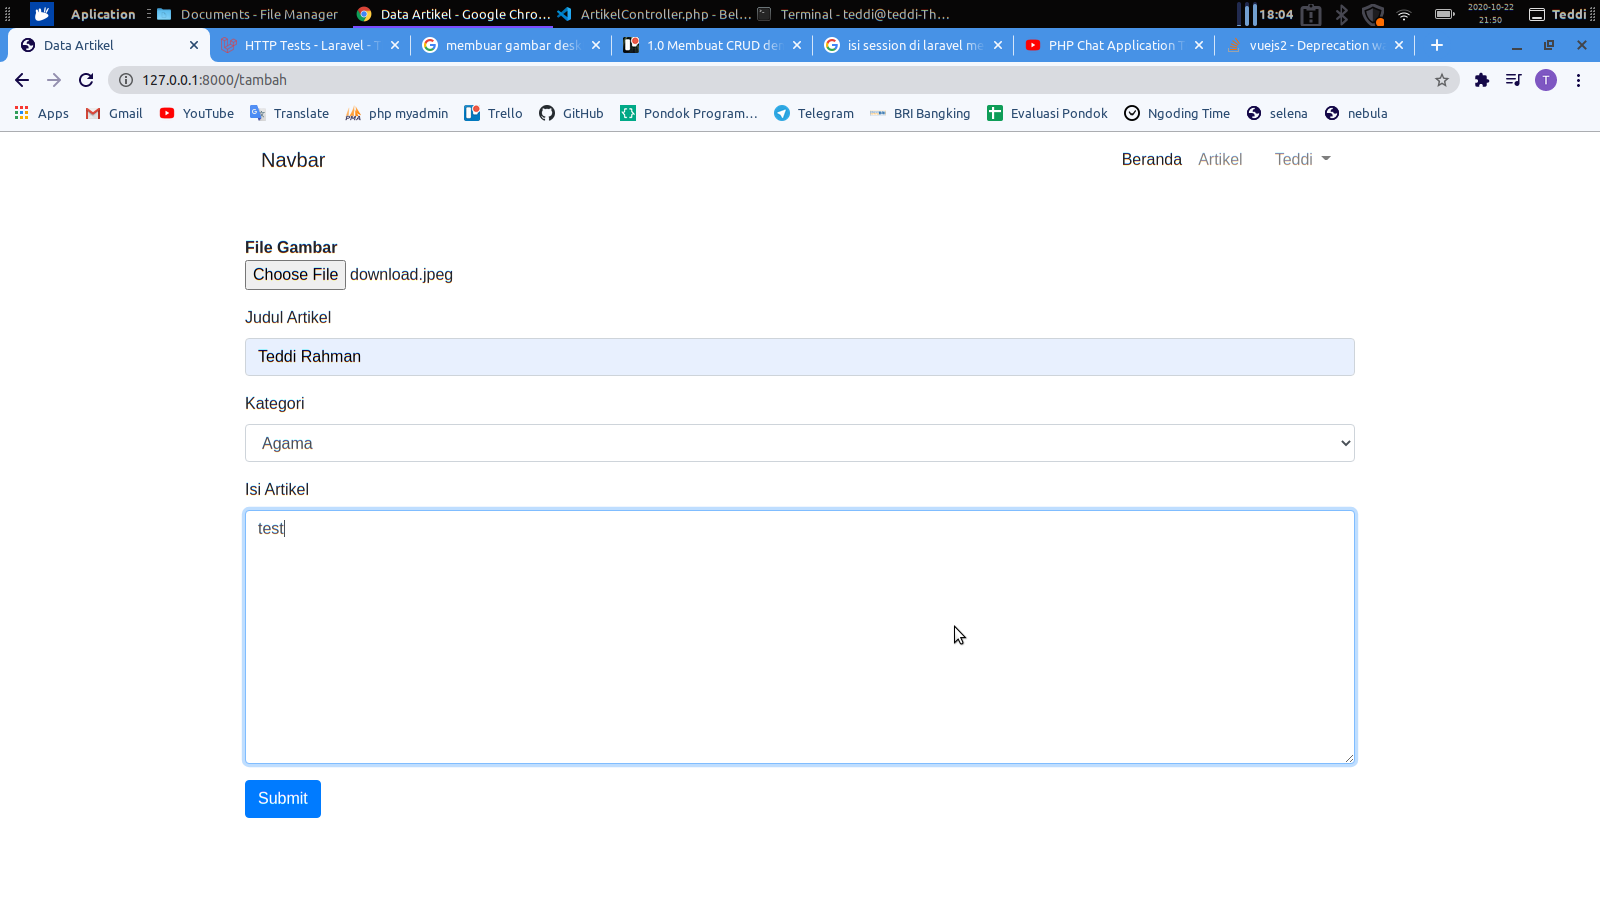 Aplication Documents - File Manager Data Artikel - Google Chro... ArtikelController.php - Bel... Terminal - teddi@teddi-Th... 18:04 2020-10-22 21:50 Teddi
Data Artikel HTTP Tests - Laravel - T membuar gambar desk 1.0 Membuat CRUD de isi session di laravel me PHP Chat Application T vuejs2 - Deprecation w
127.0.0.1:8000/tambah T
Apps Gmail YouTube Translate php myadmin Trello GitHub Pondok Program... Telegram BRI Bangking Evaluasi Pondok Ngoding Time selena nebula
Navbar Beranda Artikel Teddi
File Gambar
Choose File download.jpeg
Judul Artikel
Teddi Rahman
Kategori
Agama
Isi Artikel
test
Submit